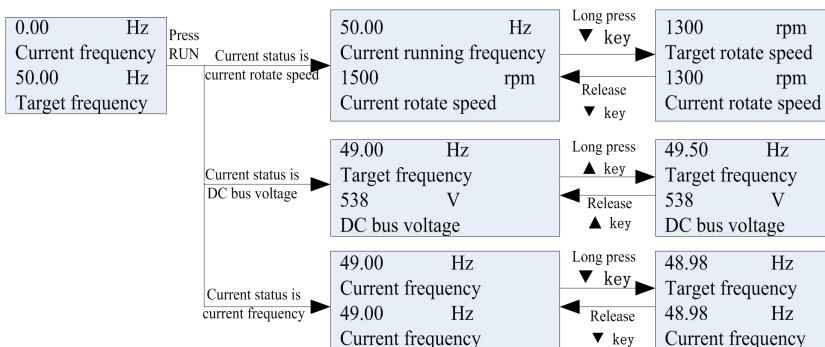 0.00 Hz
Current frequency
50.00 Hz
Target frequency
Press
RUN
Current status is
current rotate speed
50.00 Hz
Current running frequency
1500 rpm
Current rotate speed
Long press
▼ key
Release
▼ key
1300 rpm
Target rotate speed
1300 rpm
Current rotate speed
Current status is
DC bus voltage
49.00 Hz
Target frequency
538 V
DC bus voltage
Long press
▲ key
Release
▲ key
49.50 Hz
Target frequency
538 V
DC bus voltage
Current status is
current frequency
49.00 Hz
Current frequency
49.00 Hz
Current frequency
Long press
▼ key
Release
▼ key
48.98 Hz
Target frequency
48.98 Hz
Current frequency